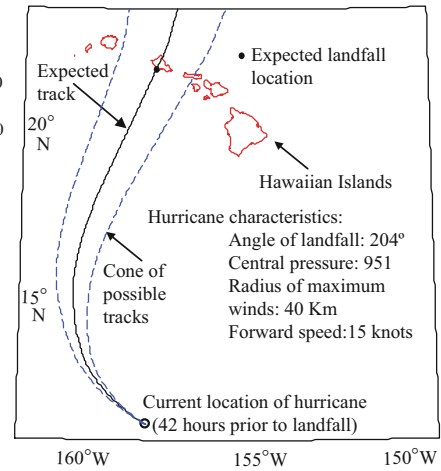 Expected landfall
location
Expected
track
20°
N
Hawaiian Islands
Hurricane characteristics:
Angle of landfall: 204º
Central pressure: 951
Radius of maximum
winds: 40 Km
Forward speed:15 knots
Cone of
possible
tracks
15°
N
Current location of hurricane
(42 hours prior to landfall)
160°W
155°W
150°W